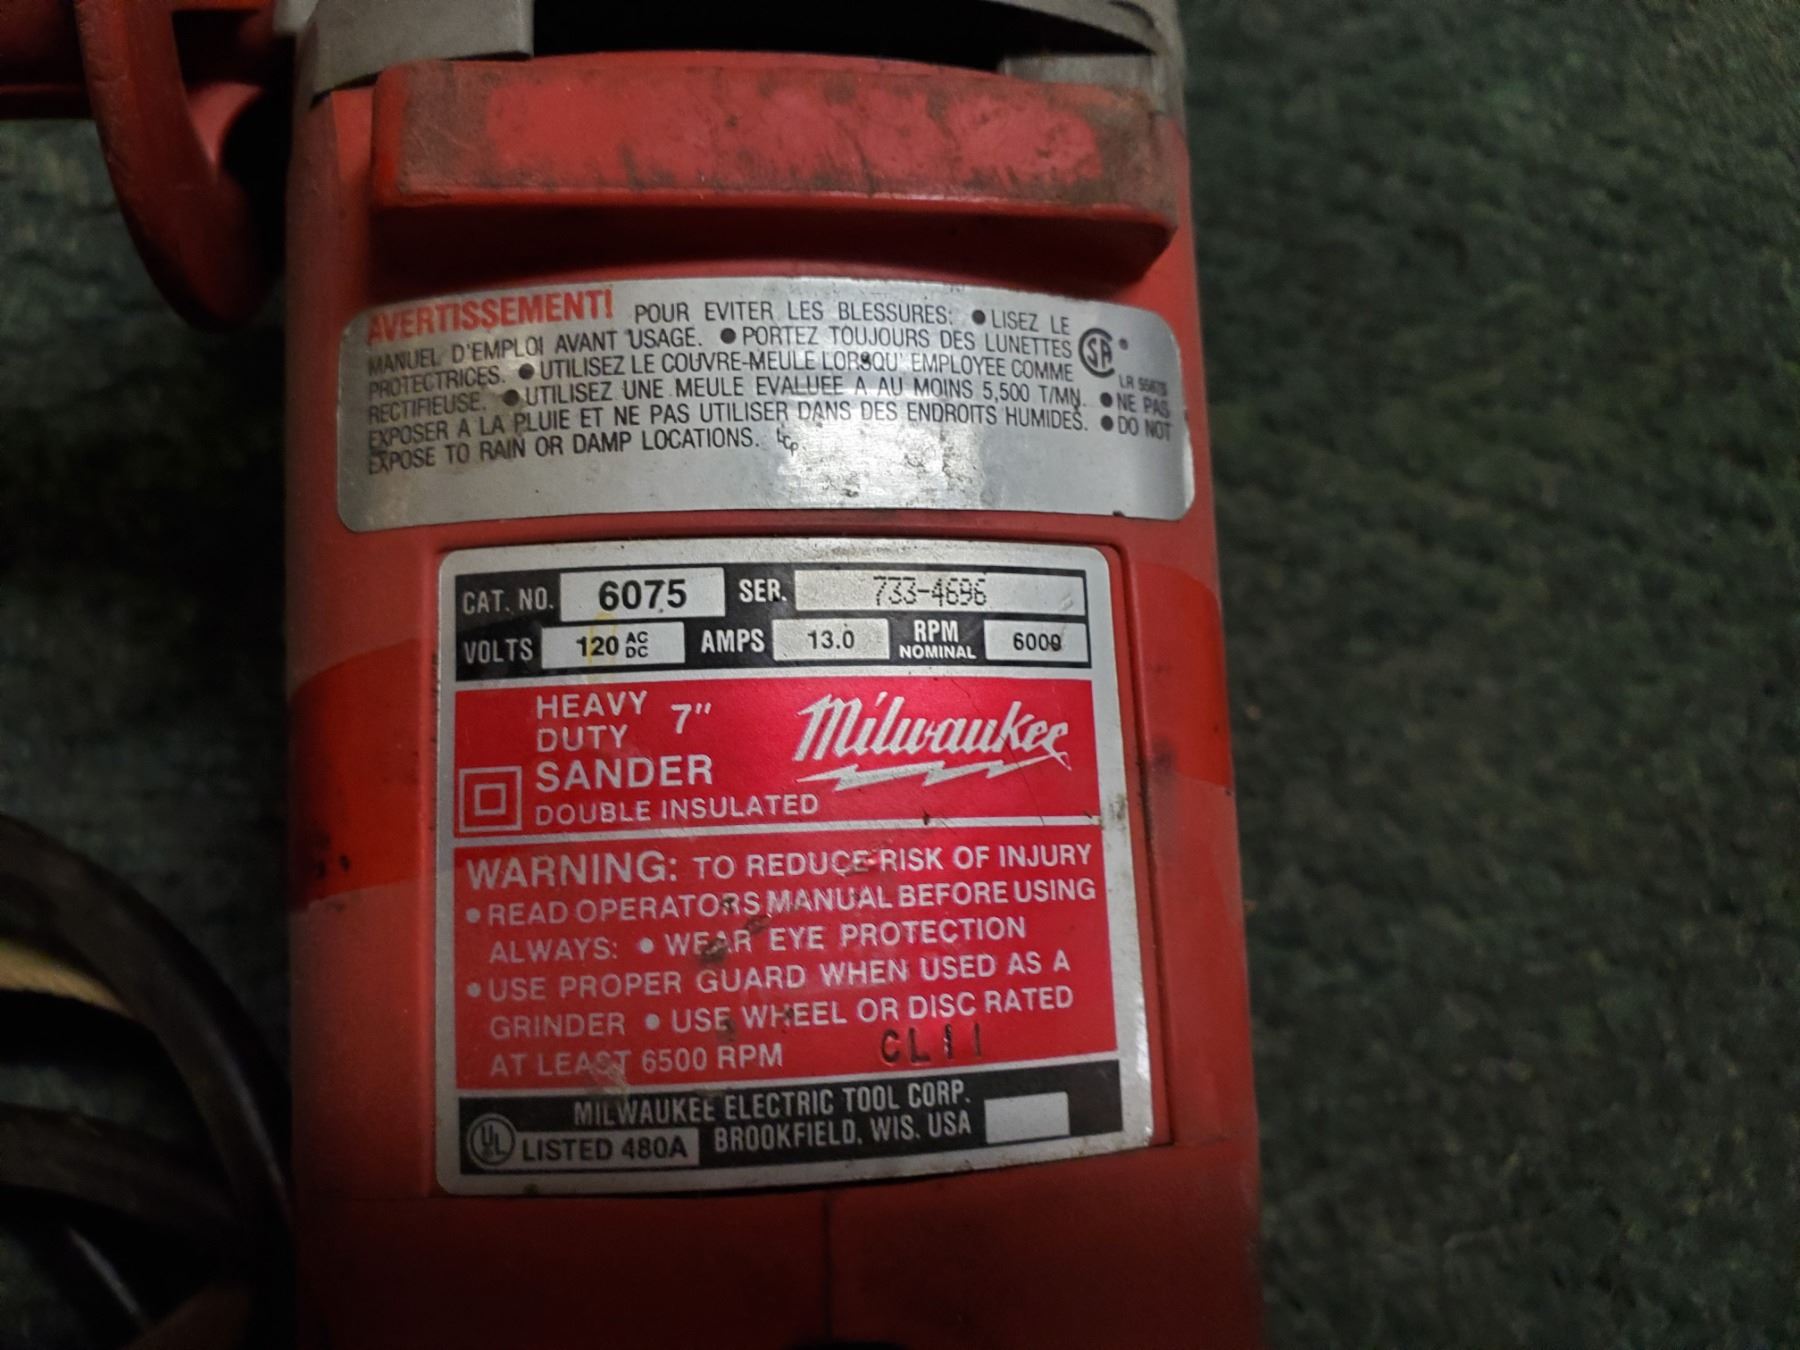 AVERTISSEMENT! POUR EVITER LES BLESSURES: ● LISEZ LE
MANUEL D'EMPLOI AVANT USAGE. ● PORTEZ TOUJOURS DES LUNETTES
PROTECTRICES. ● UTILISEZ LE COUVRE-MEULE LORSQU' EMPLOYEE COMME
RECTIFIEUSE. ● UTILISEZ UNE MEULE EVALUEE A AU MOINS 5,500 T/MN. ● NE PAS
EXPOSER A LA PLUIE ET NE PAS UTILISER DANS DES ENDROITS HUMIDES. ● DO NOT
EXPOSE TO RAIN OR DAMP LOCATIONS.
SA ®
LR
CAT. NO. 6075 SER. 733-4696
VOLTS 120 AC DC AMPS 13.0 RPM NOMINAL 6000
HEAVY DUTY 7" SANDER
DOUBLE INSULATED
Milwaukee
WARNING: TO REDUCE RISK OF INJURY
● READ OPERATORS MANUAL BEFORE USING
ALWAYS: ● WEAR EYE PROTECTION
● USE PROPER GUARD WHEN USED AS A
GRINDER ● USE WHEEL OR DISC RATED
AT LEAST 6500 RPM CL11
MILWAUKEE ELECTRIC TOOL CORP.
BROOKFIELD, WIS. USA
UL LISTED 480A